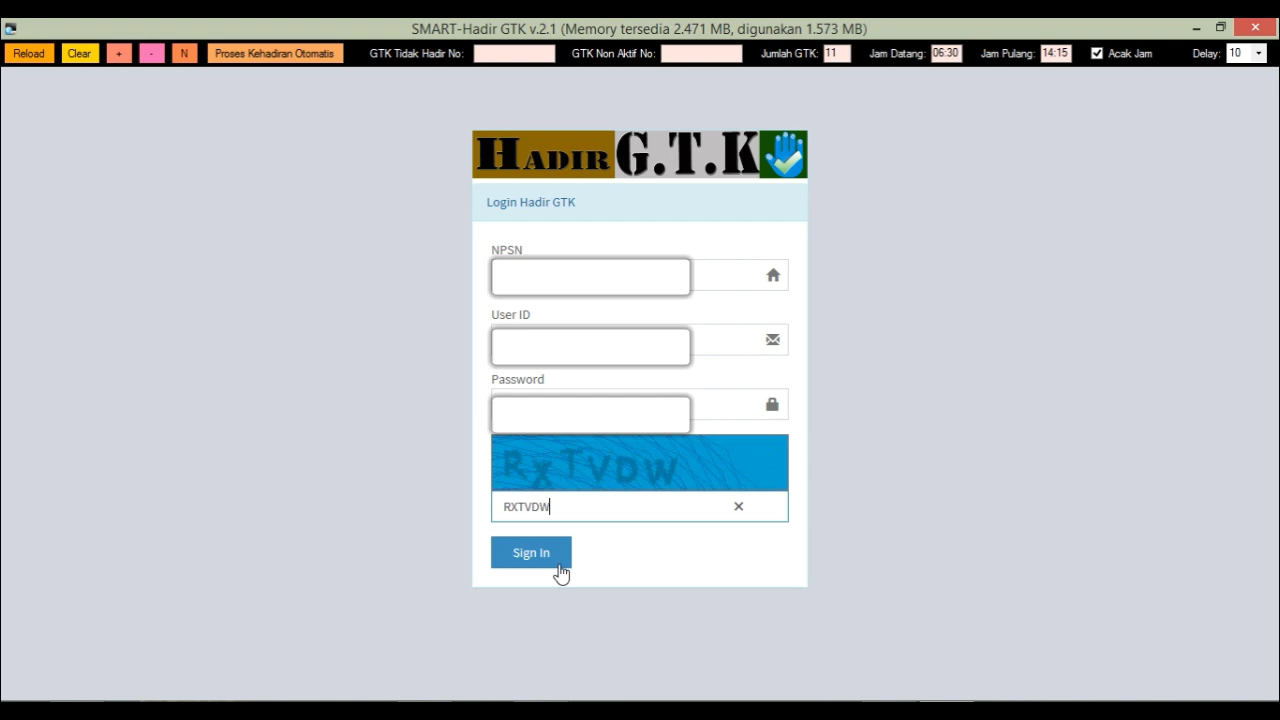 SMART-Hadir GTK v.2.1 (Memory tersedia 2.471 MB, digunakan 1.573 MB)
Reload Clear + - N Proses Kehadiran Otomatis GTK Tidak Hadir No: GTK Non Aktif No: Jumlah GTK: 11 Jam Datang: 06:30 Jam Pulang: 14:15 Acak Jam Delay: 10
HADIR G.T.K
Login Hadir GTK
NPSN
User ID
Password
RxTVDW
RXTVDW
Sign In